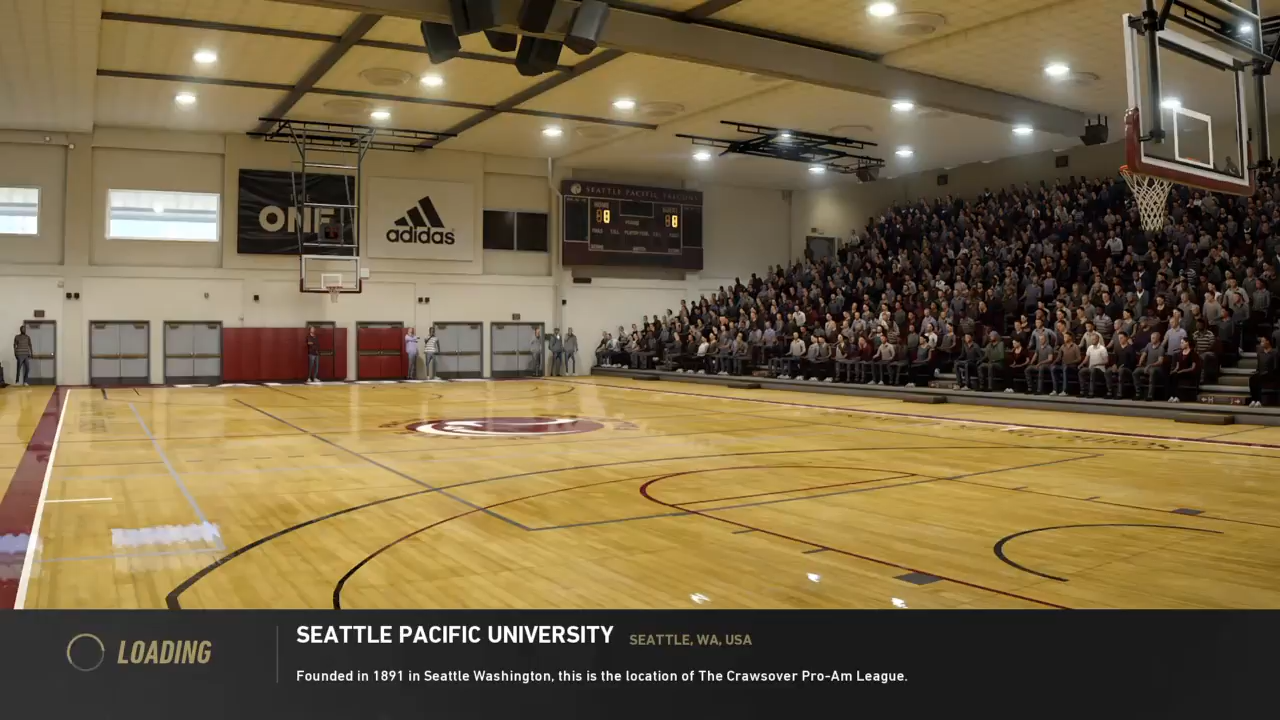 SEATTLE PACIFIC FALCONS
ONE
adidas
LOADING
SEATTLE PACIFIC UNIVERSITY SEATTLE, WA, USA
Founded in 1891 in Seattle Washington, this is the location of The Crawsover Pro-Am League.